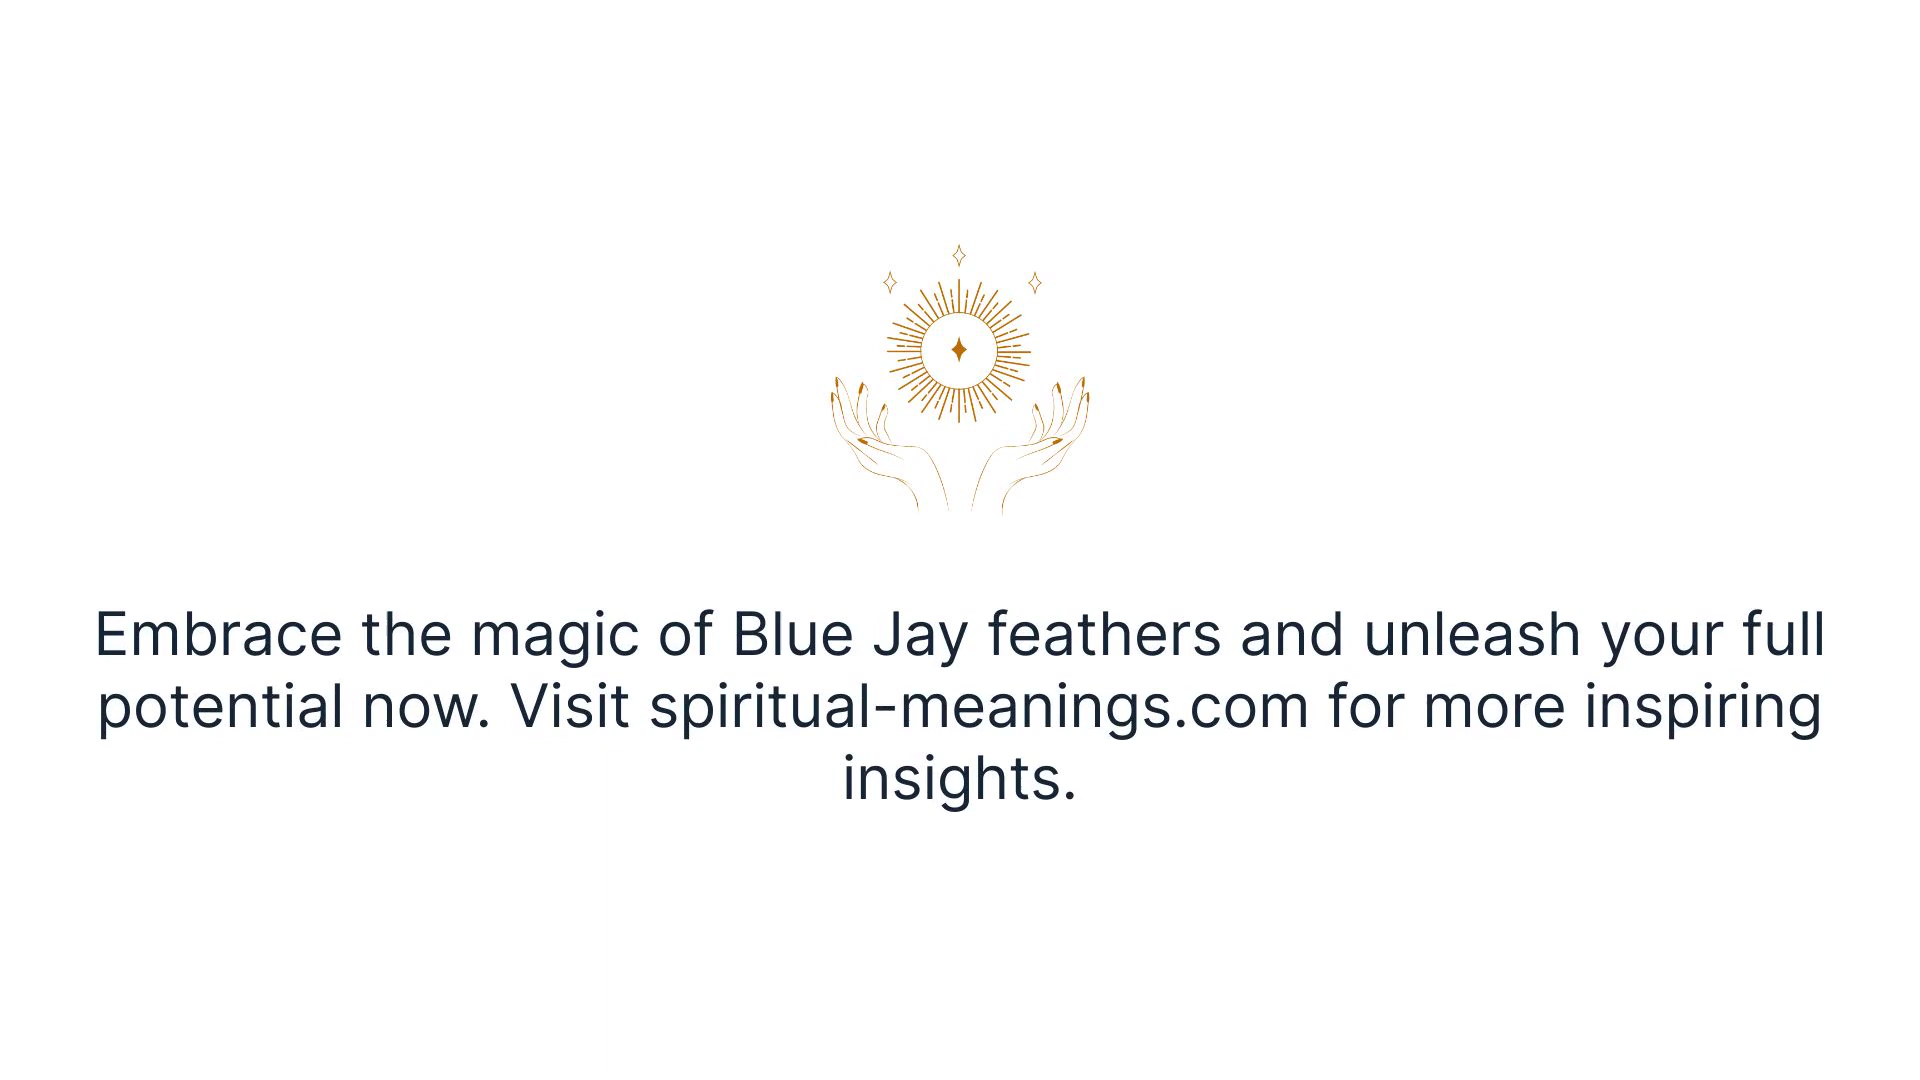 Embrace the magic of Blue Jay feathers and unleash your full
potential now. Visit spiritual-meanings.com for more inspiring
insights.